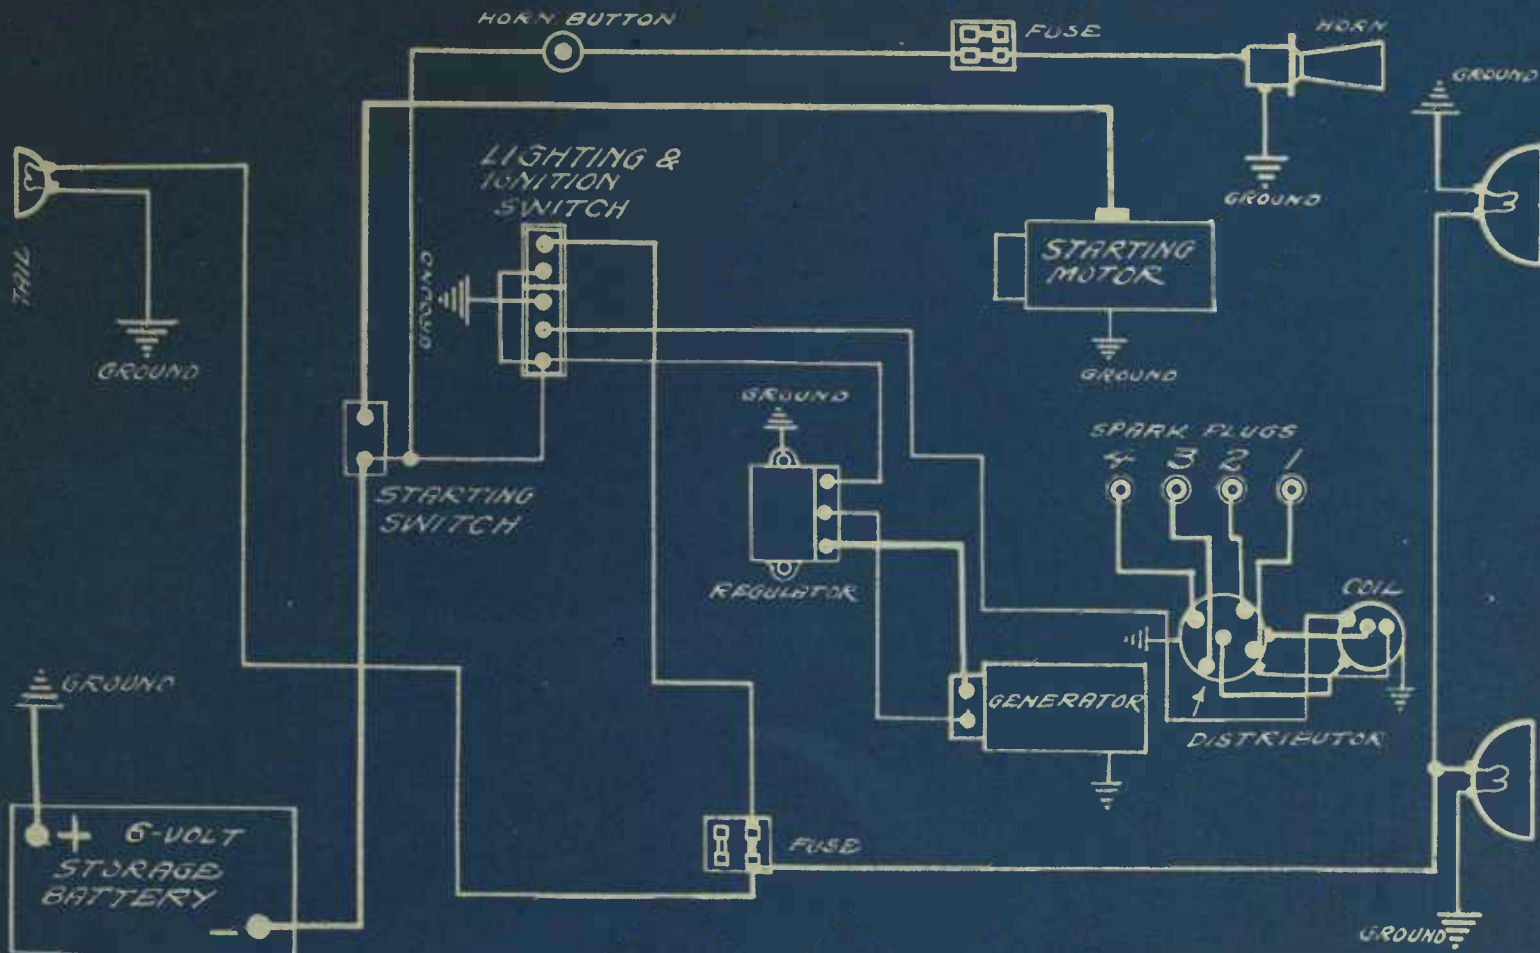 HORN BUTTON
FUSE
HORN
GROUND
LIGHTING &
IGNITION
SWITCH
GROUND
STARTING
MOTOR
TAIL
GROUND
GROUND
GROUND
GROUND
SPARK PLUGS
4 3 2 1
STARTING
SWITCH
REGULATOR
COIL
GROUND
GENERATOR
DISTRIBUTOR
+ 6-VOLT
STORAGE
BATTERY
-
FUSE
GROUND